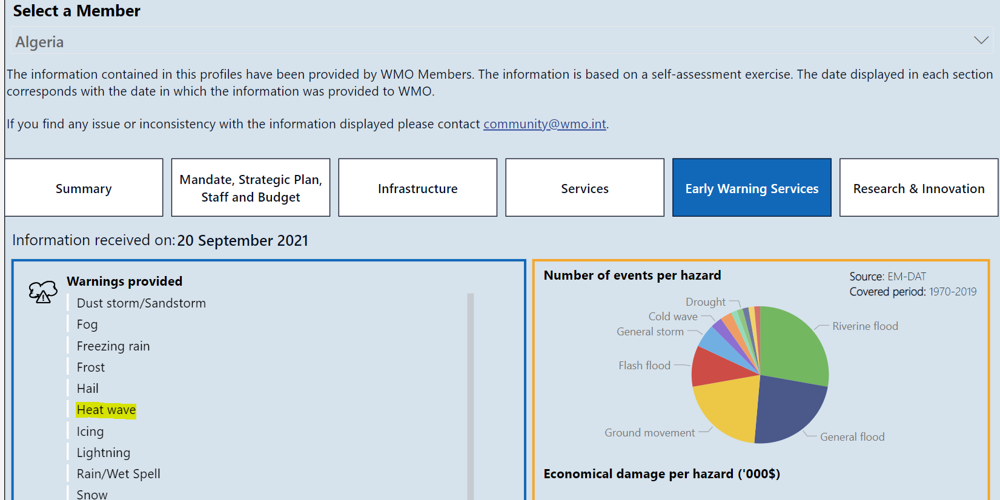 Select a Member
Algeria
The information contained in this profiles have been provided by WMO Members. The information is based on a self-assessment exercise. The date displayed in each section
corresponds with the date in which the information was provided to WMO.
If you find any issue or inconsistency with the information displayed please contact community@wmo.int.
Summary
Mandate, Strategic Plan,
Staff and Budget
Infrastructure
Services
Early Warning Services
Research & Innovation
Information received on: 20 September 2021
Warnings provided
Dust storm/Sandstorm
Fog
Freezing rain
Frost
Hail
Heat wave
Icing
Lightning
Rain/Wet Spell
Snow
Number of events per hazard
Source: EM-DAT
Covered period: 1970-2019
Drought
Cold wave
General storm
Flash flood
Ground movement
Riverine flood
General flood
Economical damage per hazard ('000$)